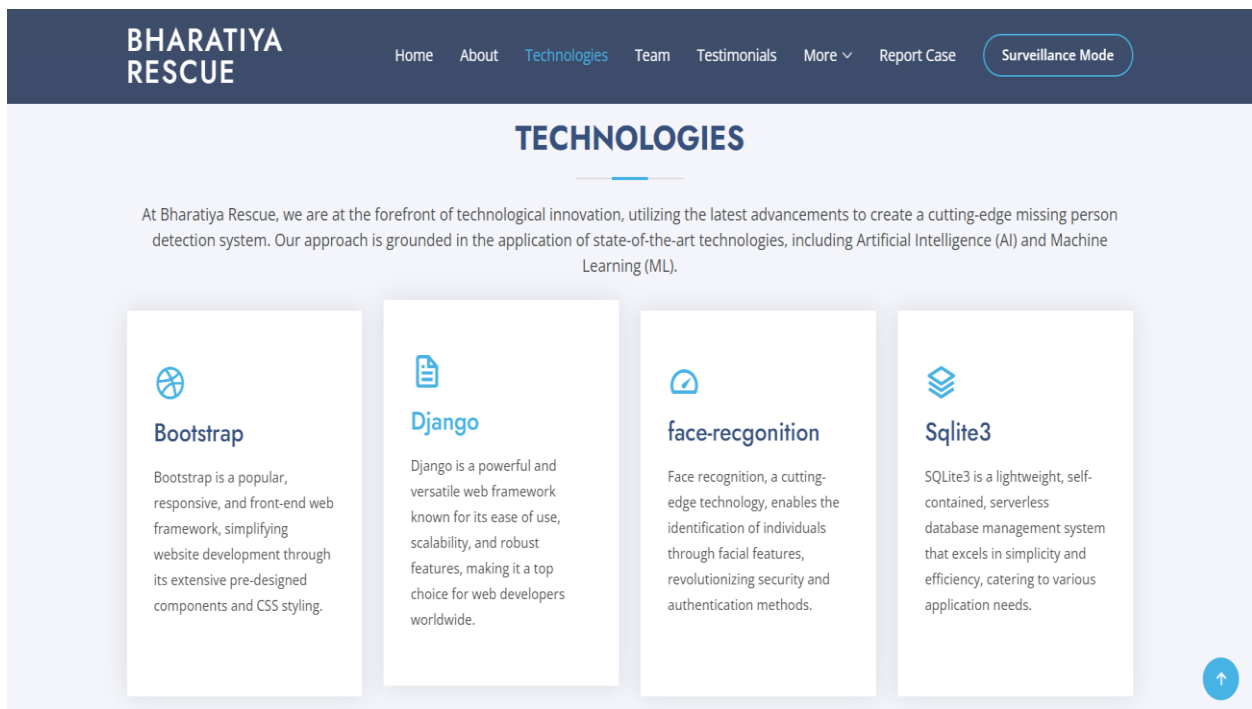 BHARATIYA
RESCUE
Home About Technologies Team Testimonials More Report Case Surveillance Mode
TECHNOLOGIES
At Bharatiya Rescue, we are at the forefront of technological innovation, utilizing the latest advancements to create a cutting-edge missing person
detection system. Our approach is grounded in the application of state-of-the-art technologies, including Artificial Intelligence (AI) and Machine
Learning (ML).
Bootstrap
Bootstrap is a popular,
responsive, and front-end web
framework, simplifying
website development through
its extensive pre-designed
components and CSS styling.
Django
Django is a powerful and
versatile web framework
known for its ease of use,
scalability, and robust
features, making it a top
choice for web developers
worldwide.
face-recgonition
Face recognition, a cutting-
edge technology, enables the
identification of individuals
through facial features,
revolutionizing security and
authentication methods.
Sqlite3
SQLite3 is a lightweight, self-
contained, serverless
database management system
that excels in simplicity and
efficiency, catering to various
application needs.